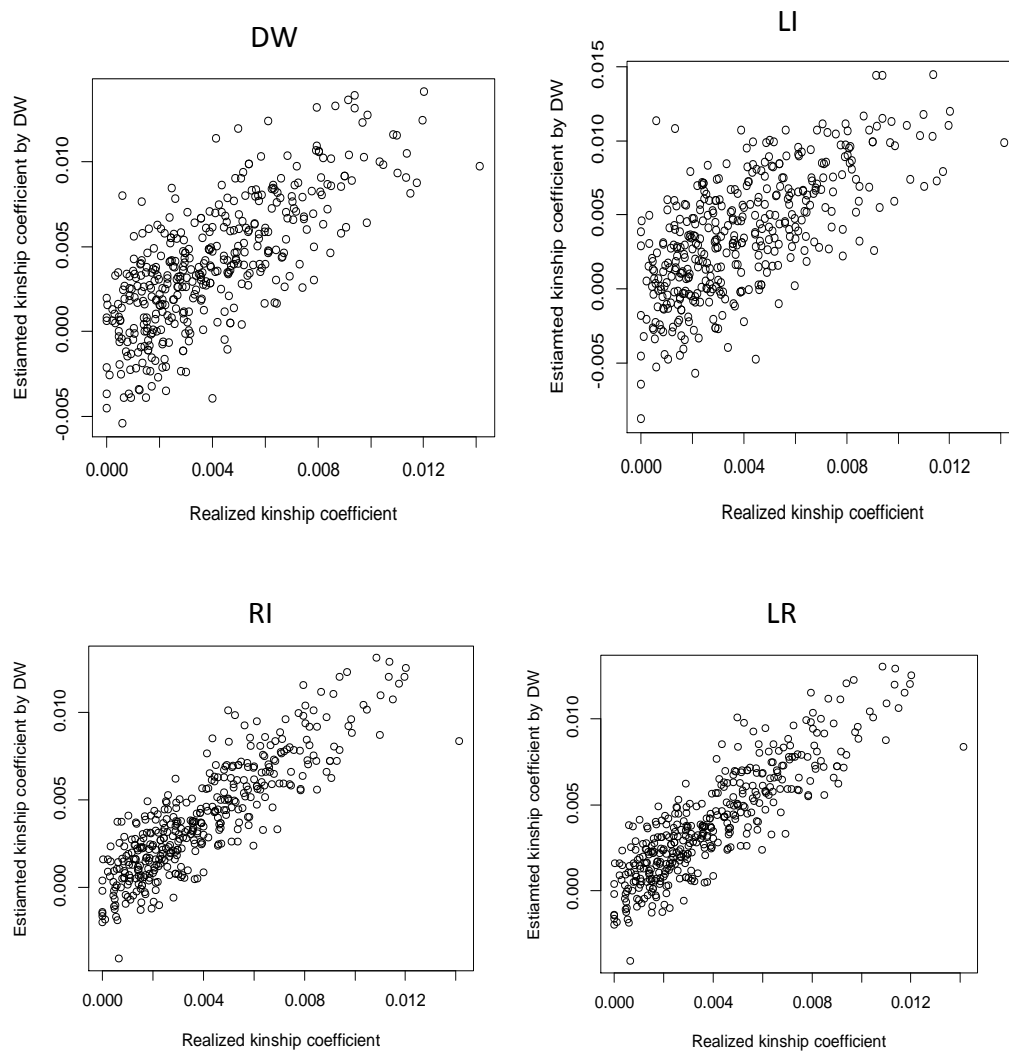 DW
Estiamted kinship coefficient by DW
-0.005 0.000 0.005 0.010
0.000 0.004 0.008 0.012
Realized kinship coefficient
LI
Estiamted kinship coefficient by DW
-0.005 0.000 0.005 0.010 0.015
0.000 0.004 0.008 0.012
Realized kinship coefficient
RI
Estiamted kinship coefficient by DW
0.000 0.005 0.010
0.000 0.004 0.008 0.012
Realized kinship coefficient
LR
Estiamted kinship coefficient by DW
0.000 0.005 0.010
0.000 0.004 0.008 0.012
Realized kinship coefficient